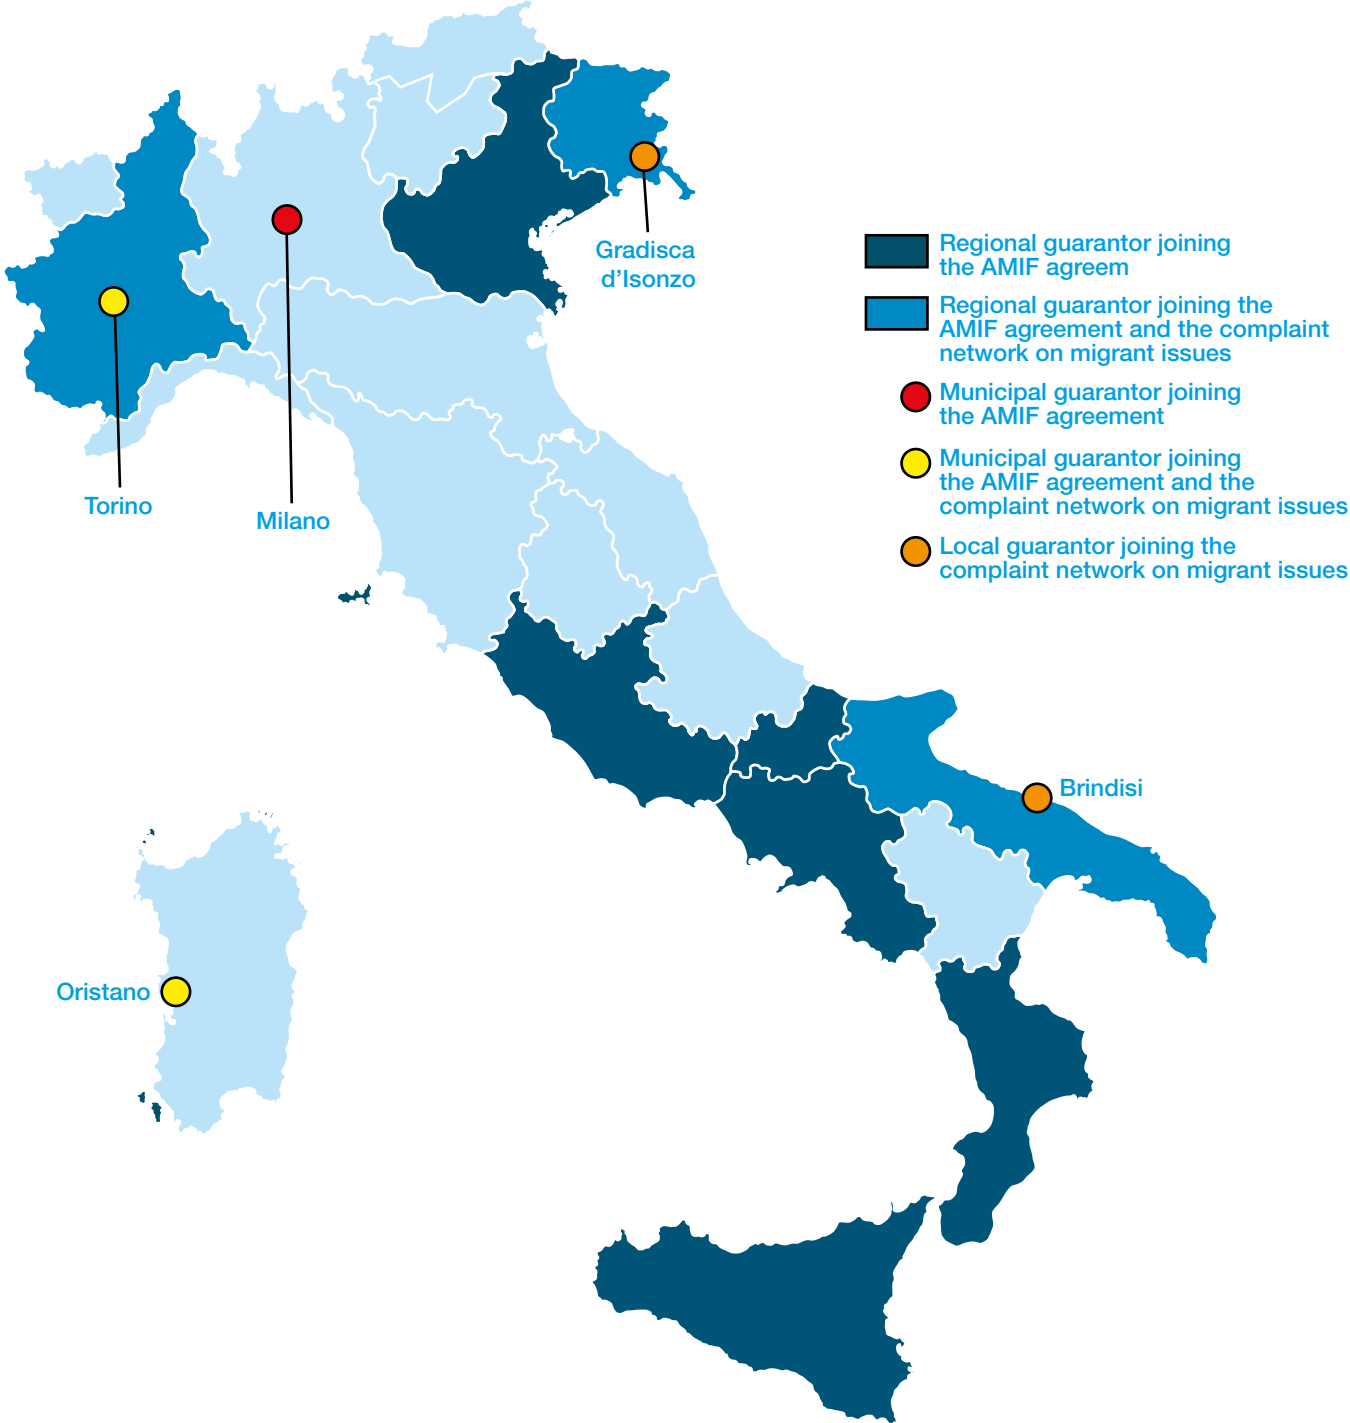 Gradisca
d'Isonzo
Regional guarantor joining
the AMIF agreem
Regional guarantor joining the
AMIF agreement and the complaint
network on migrant issues
Municipal guarantor joining
the AMIF agreement
Municipal guarantor joining
the AMIF agreement and the
complaint network on migrant issues
Local guarantor joining the
complaint network on migrant issues
Torino
Milano
Brindisi
Oristano